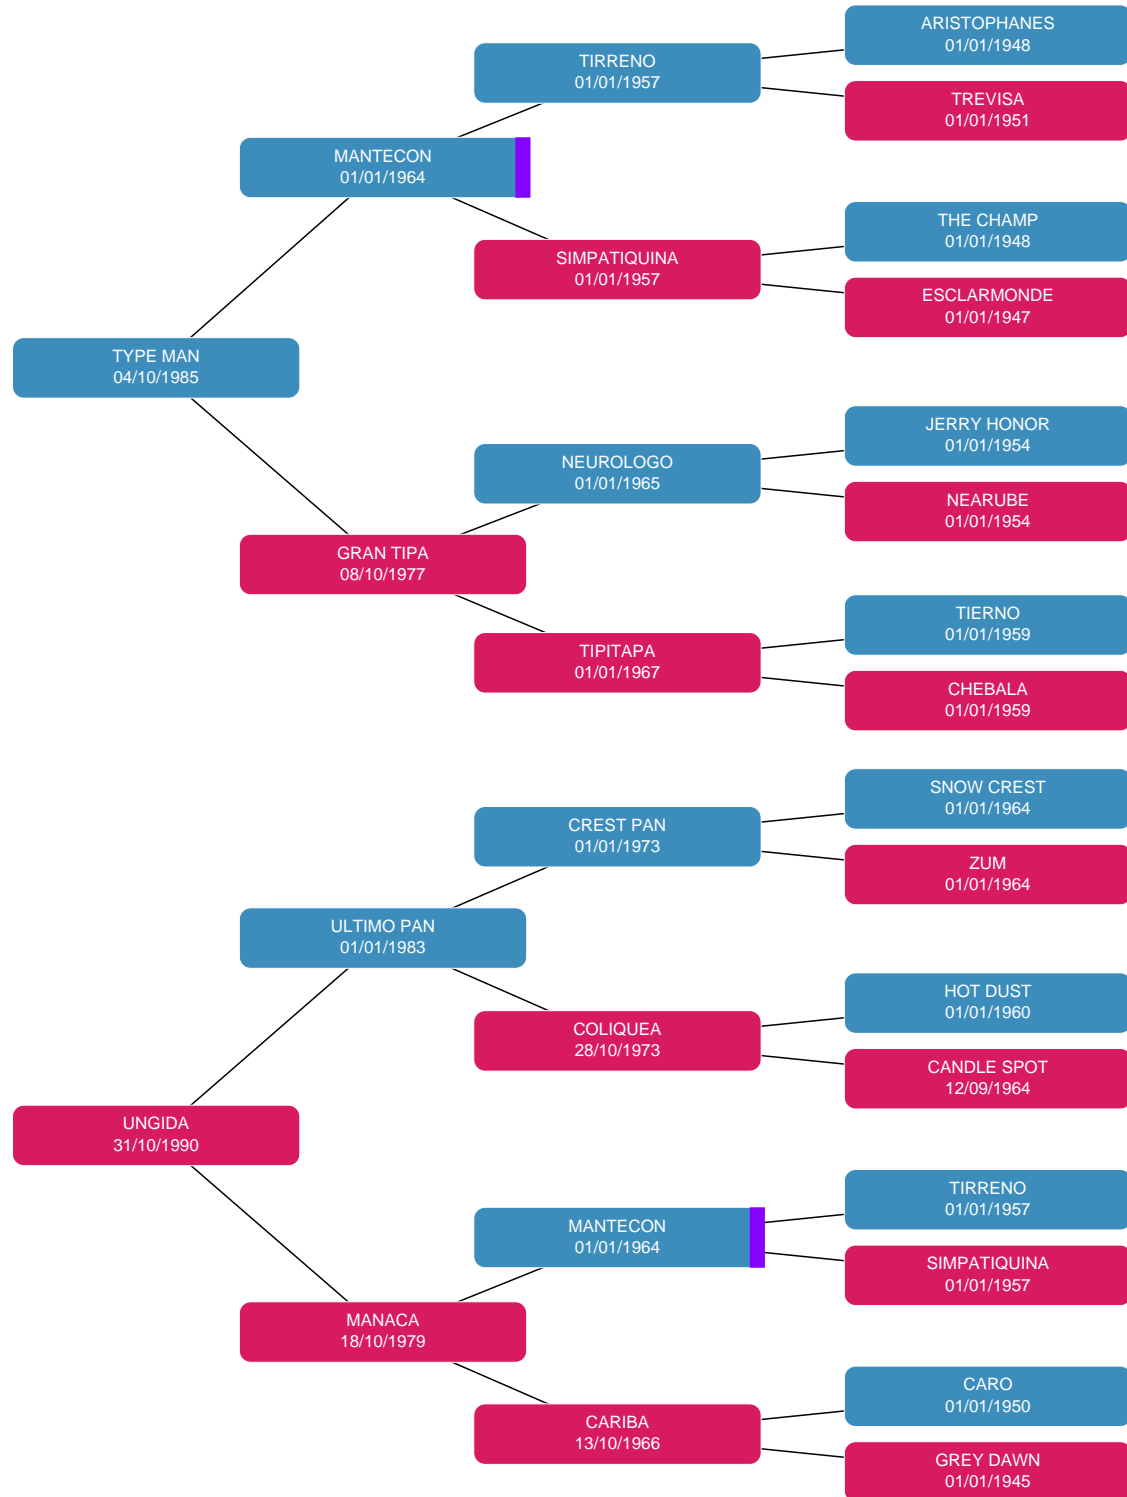 ARISTOPHANES
01/01/1948
TIRRENO
01/01/1957
TREVISA
01/01/1951
MANTECON
01/01/1964
THE CHAMP
01/01/1948
SIMPATIQUINA
01/01/1957
ESCLARMONDE
01/01/1947
TYPE MAN
04/10/1985
JERRY HONOR
01/01/1954
NEUROLOGO
01/01/1965
NEARUBE
01/01/1954
GRAN TIPA
08/10/1977
TIERNO
01/01/1959
TIPITAPA
01/01/1967
CHEBALA
01/01/1959
SNOW CREST
01/01/1964
CREST PAN
01/01/1973
ZUM
01/01/1964
ULTIMO PAN
01/01/1983
HOT DUST
01/01/1960
COLIQUEA
28/10/1973
CANDLE SPOT
12/09/1964
UNGIDA
31/10/1990
TIRRENO
01/01/1957
MANTECON
01/01/1964
SIMPATIQUINA
01/01/1957
MANACA
18/10/1979
CARO
01/01/1950
CARIBA
13/10/1966
GREY DAWN
01/01/1945